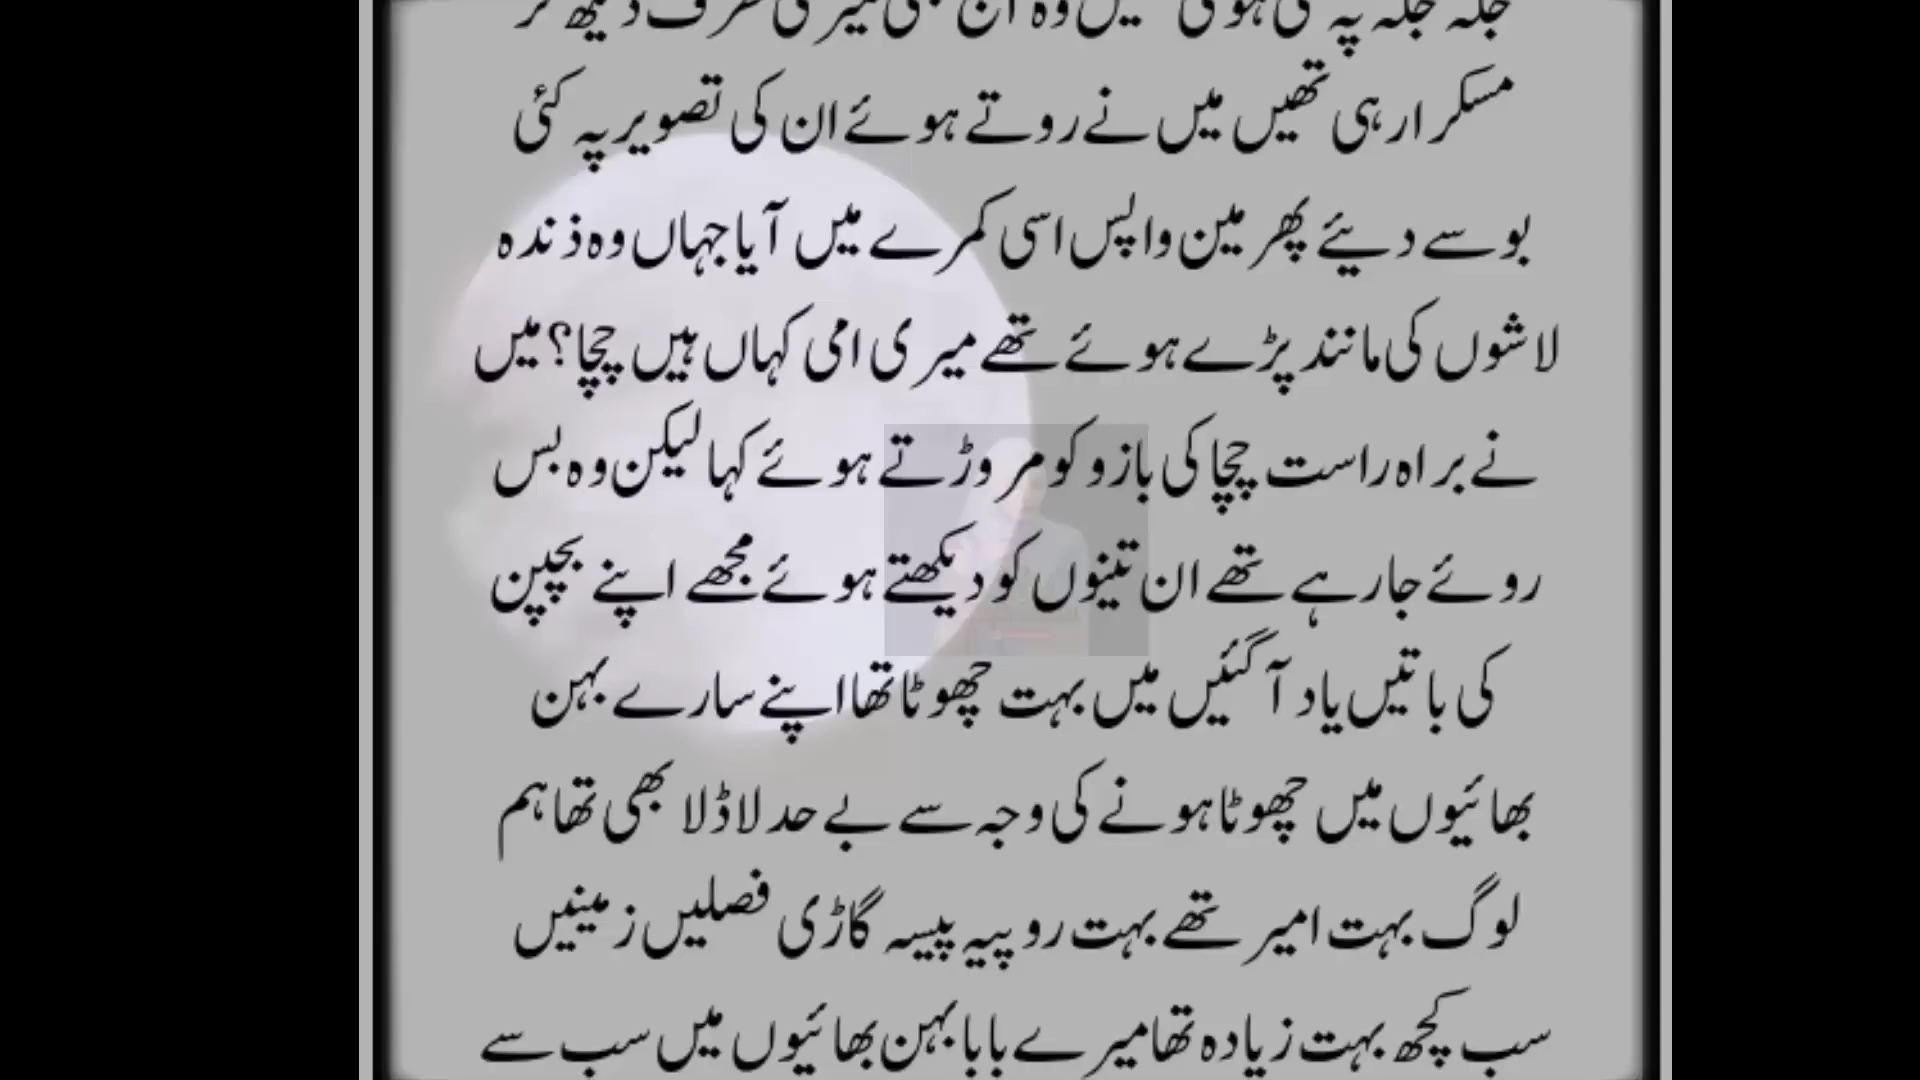 مسکرا رہی تھیں میں نے روتے ہوئے ان کی تصویر پہ کئی
بوسے دیئے پھر مین واپس اسی کمرے میں آیا جہاں وہ ذندہ
لاشوں کی مانند پڑے ہوئے تھے میری امی کہاں ہیں چچا؟ میں
نے براہ راست چچا کی بازو کو مروڑتے ہوئے کہا لیکن وہ بس
روئے جا رہے تھے ان تینوں کو دیکھتے ہوئے مجھے اپنے بچپن
کی باتیں یاد آ گئیں میں بہت چھوٹا تھا اپنے سارے بہن
بھائیوں میں چھوٹا ہونے کی وجہ سے بے حد لاڈلا بھی تھا ہم
لوگ بہت امیر تھے بہت روپیہ پیسہ گاڑی فصلیں زمینیں
سب کچھ بہت زیادہ تھا میرے بابا بہن بھائیوں میں سب سے